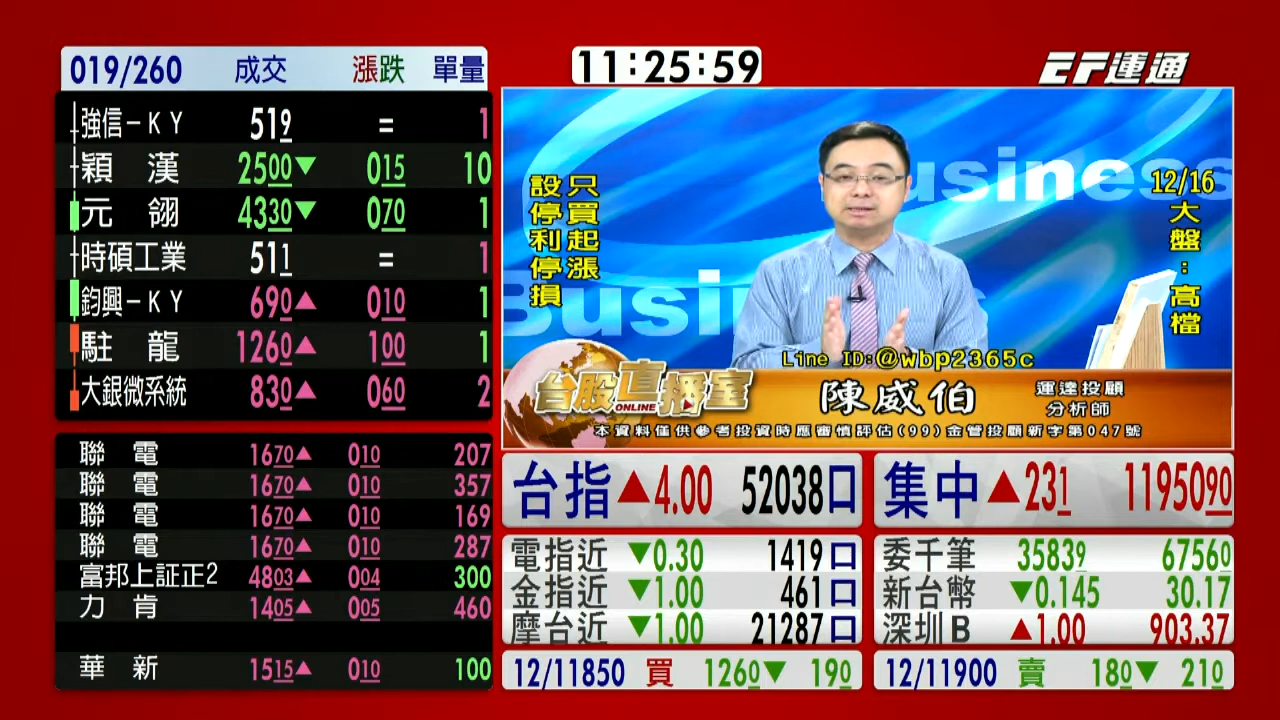 019/260 成交 漲跌 單量
強信－ＫＹ 519 = 1
穎漢 2500▼ 015 10
元翎 4330▼ 070 1
時碩工業 511 = 1
鈞興－ＫＹ 690▲ 010 1
駐龍 1260▲ 100 1
大銀微系統 830▲ 060 2
聯電 1670▲ 010 207
聯電 1670▲ 010 357
聯電 1670▲ 010 169
聯電 1670▲ 010 287
富邦上証正2 4803▲ 004 300
力肯 1405▲ 005 460
華新 1515▲ 010 100
11:25:59
EF運通
Business
Business
只買起漲
設停利停損
12/16
大盤：高檔
Line ID:@wbp2365c
台股直播室
ONLINE
陳威伯
運達投顧
分析師
本資料僅供參考投資時應審慎評估(99)金管投顧新字第047號
台指▲4.00 52038口
集中▲231 1195090
電指近 ▼0.30 1419口
金指近 ▼1.00 461口
摩台近 ▼1.00 21287口
委千筆 35839 67560
新台幣 ▼0.145 30.17
深圳B ▲1.00 903.37
12/11850 買 1260▼ 190
12/11900 賣 180▼ 210